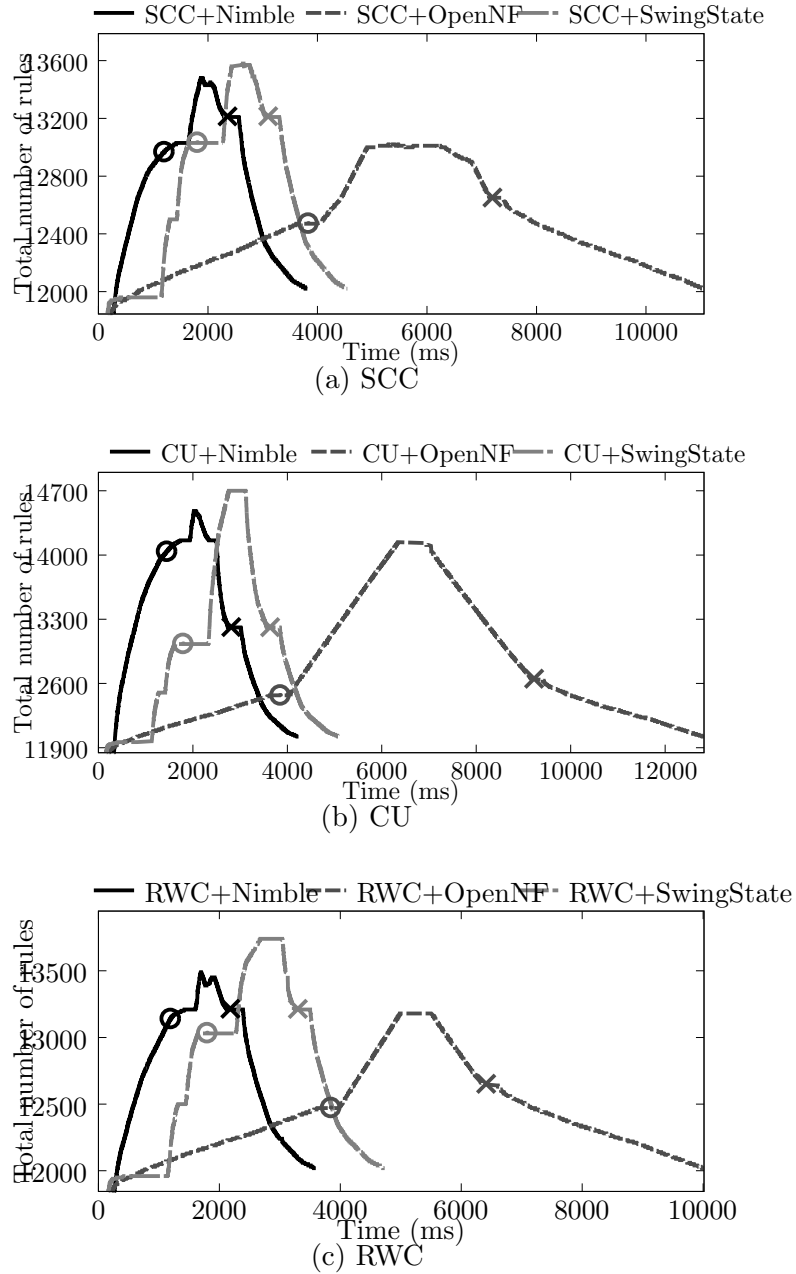 SCC+Nimble SCC+OpenNF SCC+SwingState
Total number of rules
13600
13200
12800
12400
12000
0 2000 4000 6000 8000 10000
Time (ms)
(a) SCC
CU+Nimble CU+OpenNF CU+SwingState
Total number of rules
14700
14000
13300
12600
11900
0 2000 4000 6000 8000 10000 12000
Time (ms)
(b) CU
RWC+Nimble RWC+OpenNF RWC+SwingState
Total number of rules
13500
13000
12500
12000
0 2000 4000 6000 8000 10000
Time (ms)
(c) RWC